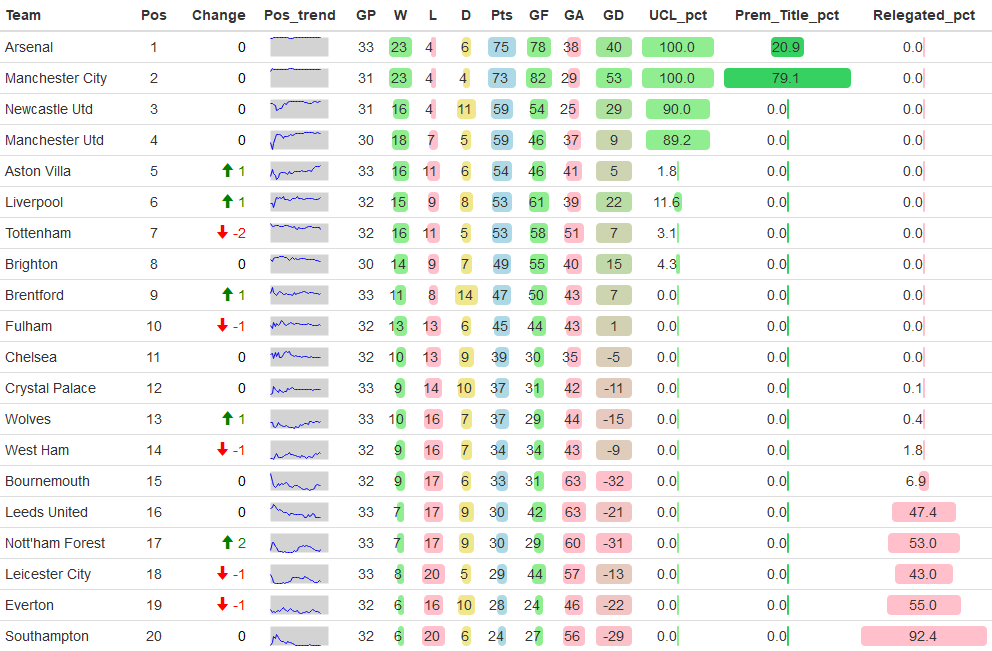 Team Pos Change Pos_trend GP W L D Pts GF GA GD UCL_pct Prem_Title_pct Relegated_pct
Arsenal 1 0 33 23 4 6 75 78 38 40 100.0 20.9 0.0
Manchester City 2 0 31 23 4 4 73 82 29 53 100.0 79.1 0.0
Newcastle Utd 3 0 31 16 4 11 59 54 25 29 90.0 0.0 0.0
Manchester Utd 4 0 30 18 7 5 59 46 37 9 89.2 0.0 0.0
Aston Villa 5 1 33 16 11 6 54 46 41 5 1.8 0.0 0.0
Liverpool 6 1 32 15 9 8 53 61 39 22 11.6 0.0 0.0
Tottenham 7 -2 32 16 11 5 53 58 51 7 3.1 0.0 0.0
Brighton 8 0 30 14 9 7 49 55 40 15 4.3 0.0 0.0
Brentford 9 1 33 11 8 14 47 50 43 7 0.0 0.0 0.0
Fulham 10 -1 32 13 13 6 45 44 43 1 0.0 0.0 0.0
Chelsea 11 0 32 10 13 9 39 30 35 -5 0.0 0.0 0.0
Crystal Palace 12 0 33 9 14 10 37 31 42 -11 0.0 0.0 0.1
Wolves 13 1 33 10 16 7 37 29 44 -15 0.0 0.0 0.4
West Ham 14 -1 32 9 16 7 34 34 43 -9 0.0 0.0 1.8
Bournemouth 15 0 32 9 17 6 33 31 63 -32 0.0 0.0 6.9
Leeds United 16 0 33 7 17 9 30 42 63 -21 0.0 0.0 47.4
Nott'ham Forest 17 2 33 7 17 9 30 29 60 -31 0.0 0.0 53.0
Leicester City 18 -1 33 8 20 5 29 44 57 -13 0.0 0.0 43.0
Everton 19 -1 32 6 16 10 28 24 46 -22 0.0 0.0 55.0
Southampton 20 0 32 6 20 6 24 27 56 -29 0.0 0.0 92.4